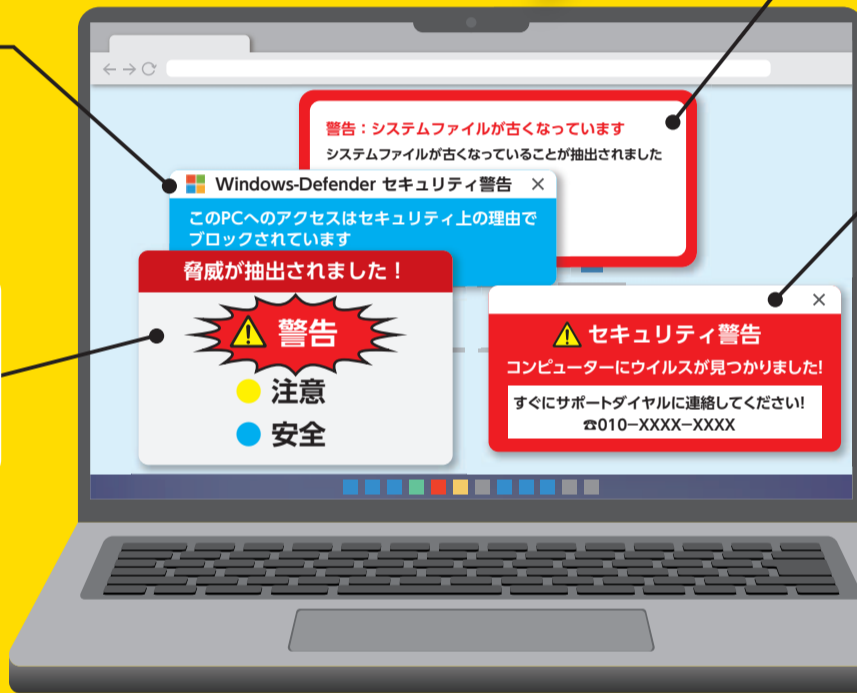 警告：システムファイルが古くなっています
システムファイルが古くなっていることが抽出されました
Windows-Defender セキュリティ警告 ×
このPCへのアクセスはセキュリティ上の理由で
ブロックされています
脅威が抽出されました！
警告
注意
安全
×
セキュリティ警告
コンピューターにウイルスが見つかりました!
すぐにサポートダイヤルに連絡してください!
☎010−XXXX−XXXX